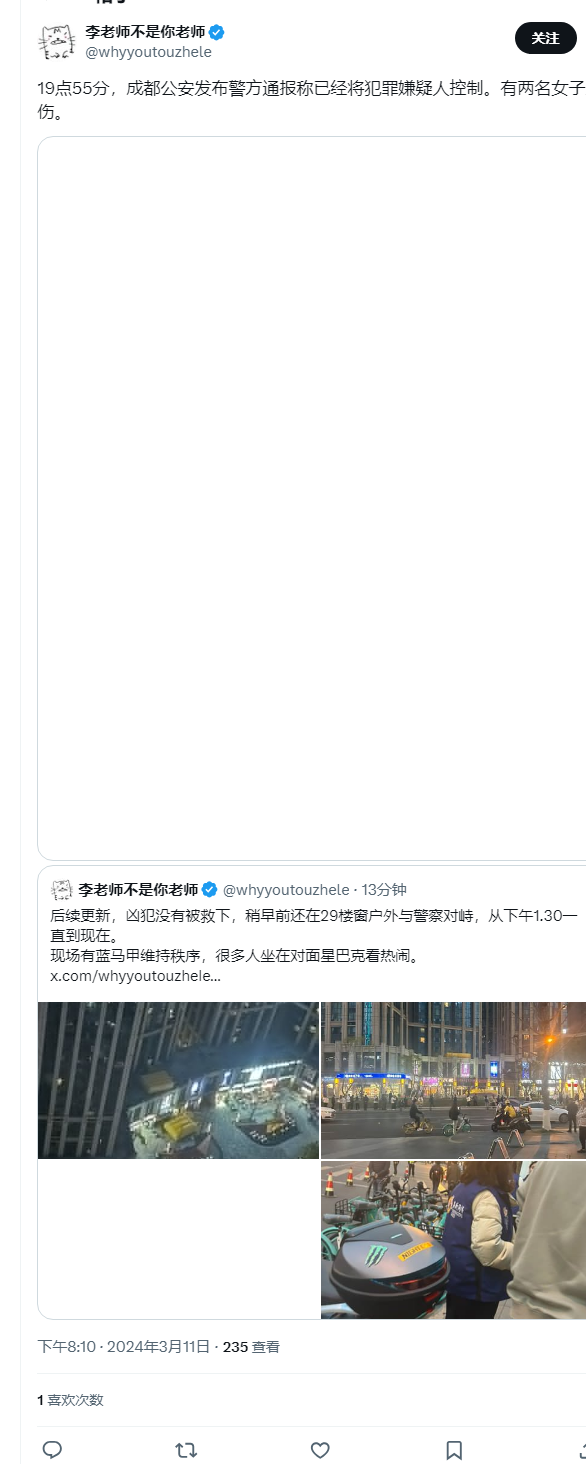 李老师不是你老师
@whyyoutouzhele
关注
19点55分，成都公安发布警方通报称已经将犯罪嫌疑人控制。有两名女子
伤。
李老师不是你老师 @whyyoutouzhele · 13分钟
后续更新，凶犯没有被救下，稍早前还在29楼窗户外与警察对峙，从下午1.30一
直到现在。
现场有蓝马甲维持秩序，很多人坐在对面星巴克看热闹。
x.com/whyyoutouzhele…
下午8:10 · 2024年3月11日 · 235 查看
1 喜欢次数